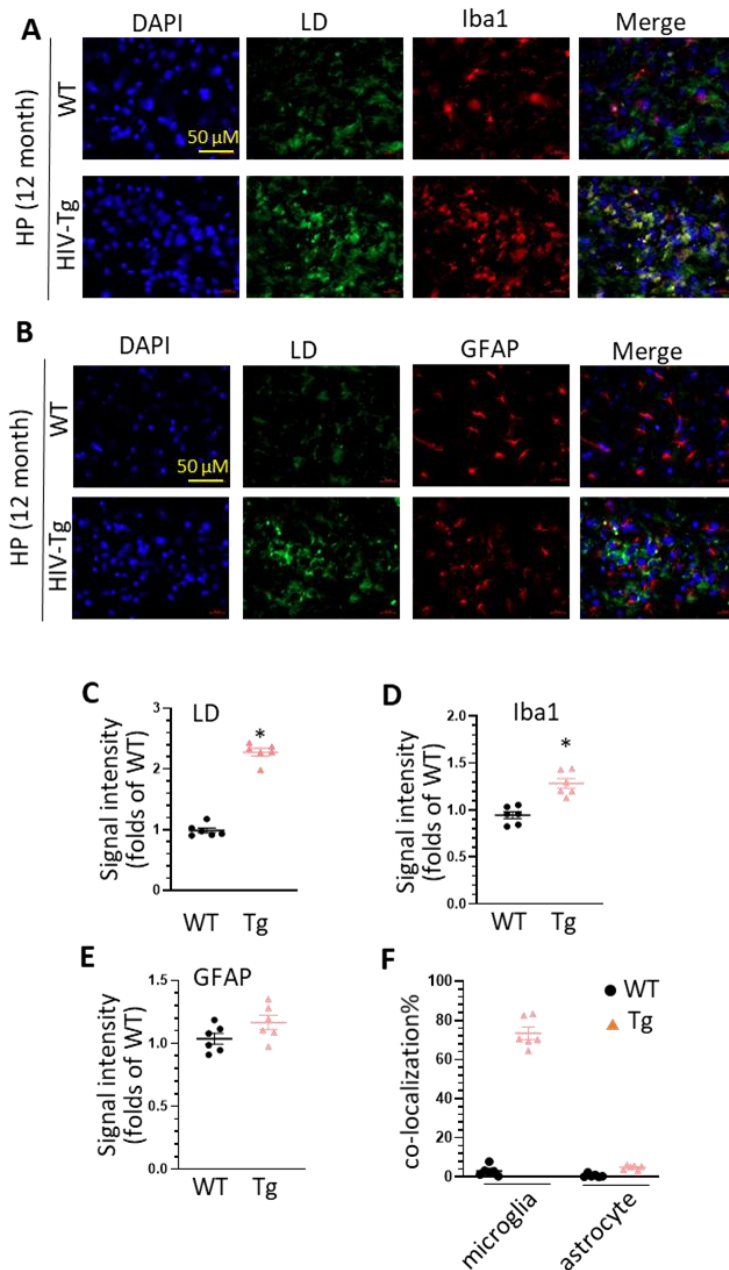 A
DAPI LD Iba1 Merge
HP (12 month)
WT
50 µM
HIV-Tg
B
DAPI LD GFAP Merge
HP (12 month)
WT
50 µM
HIV-Tg
C
LD
Signal intensity
(folds of WT)
3
2
1
0
*
WT Tg
D
Iba1
Signal intensity
(folds of WT)
2.0
1.5
1.0
0.5
0.0
*
WT Tg
E
GFAP
Signal intensity
(folds of WT)
1.5
1.0
0.5
0.0
WT Tg
F
co-localization%
100
80
60
40
20
0
WT
Tg
microglia
astrocyte